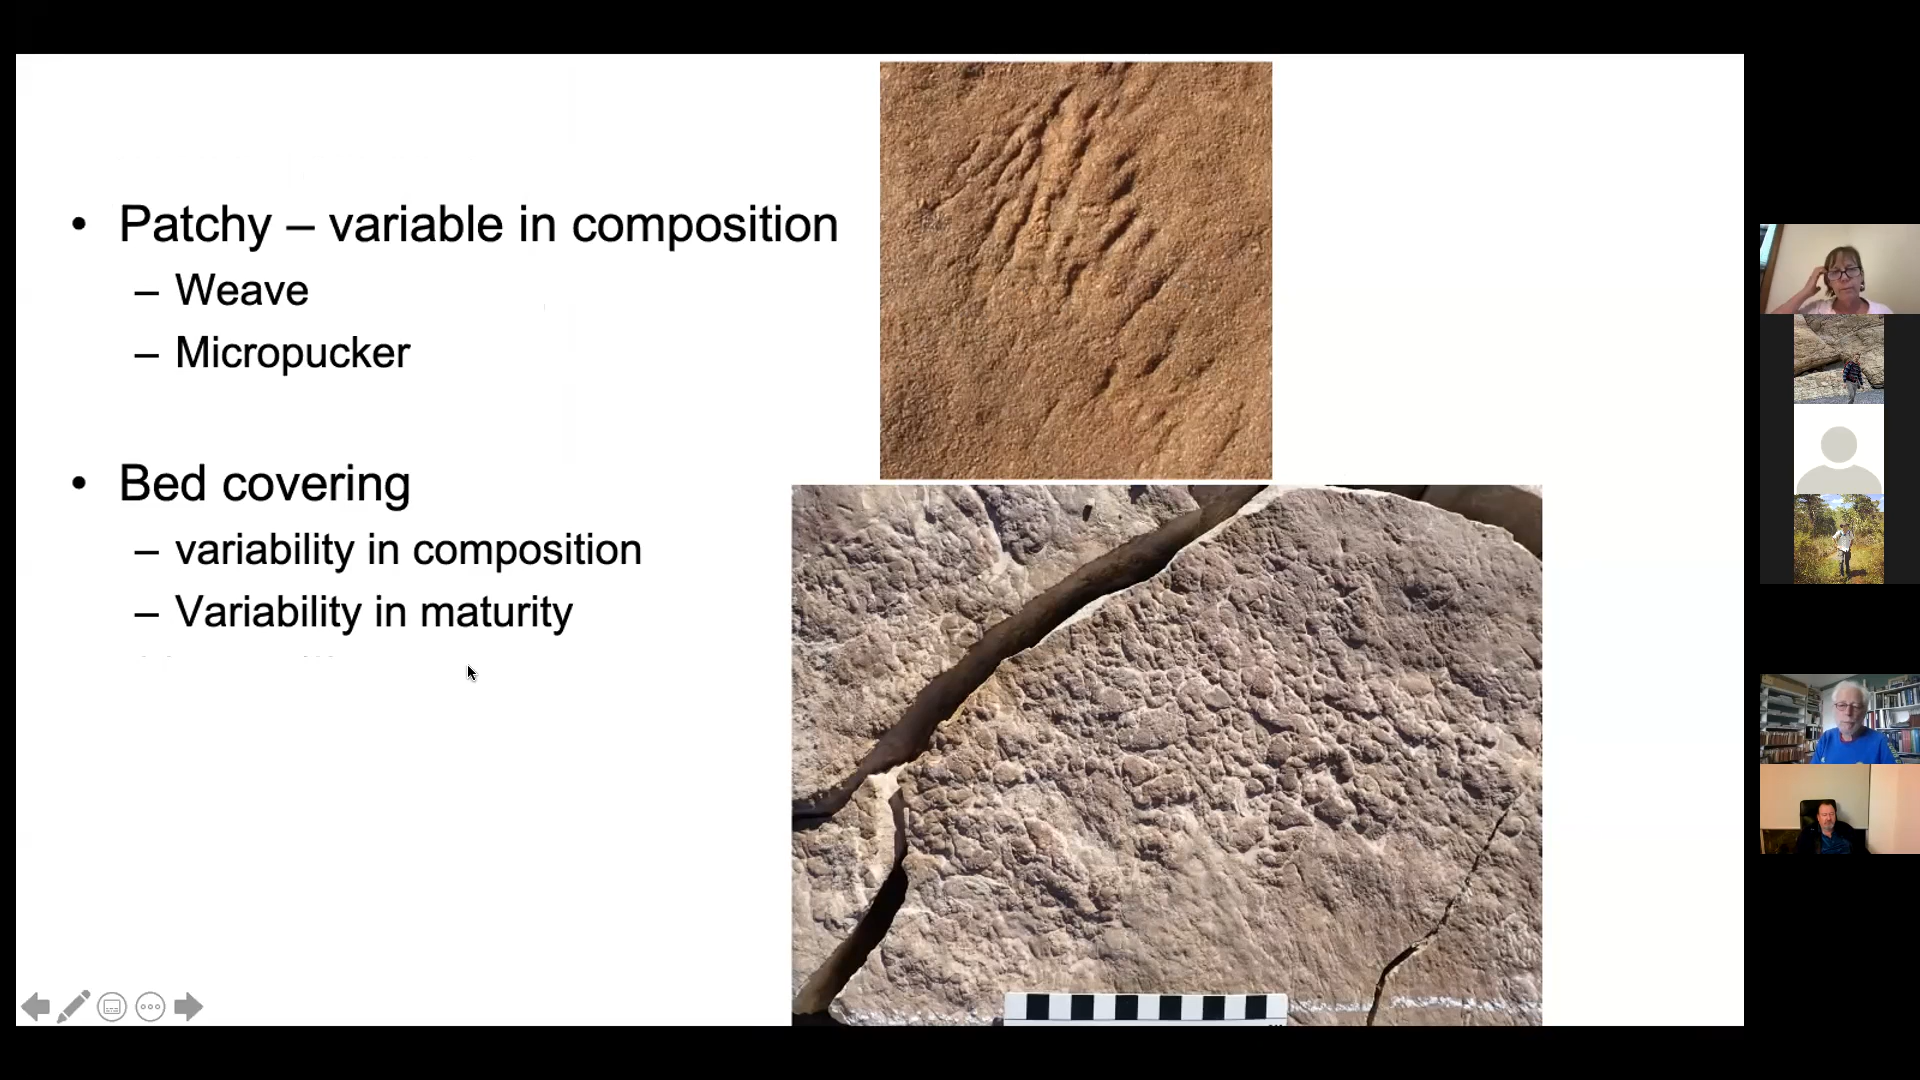 • Patchy – variable in composition
– Weave
– Micropucker
• Bed covering
– variability in composition
– Variability in maturity